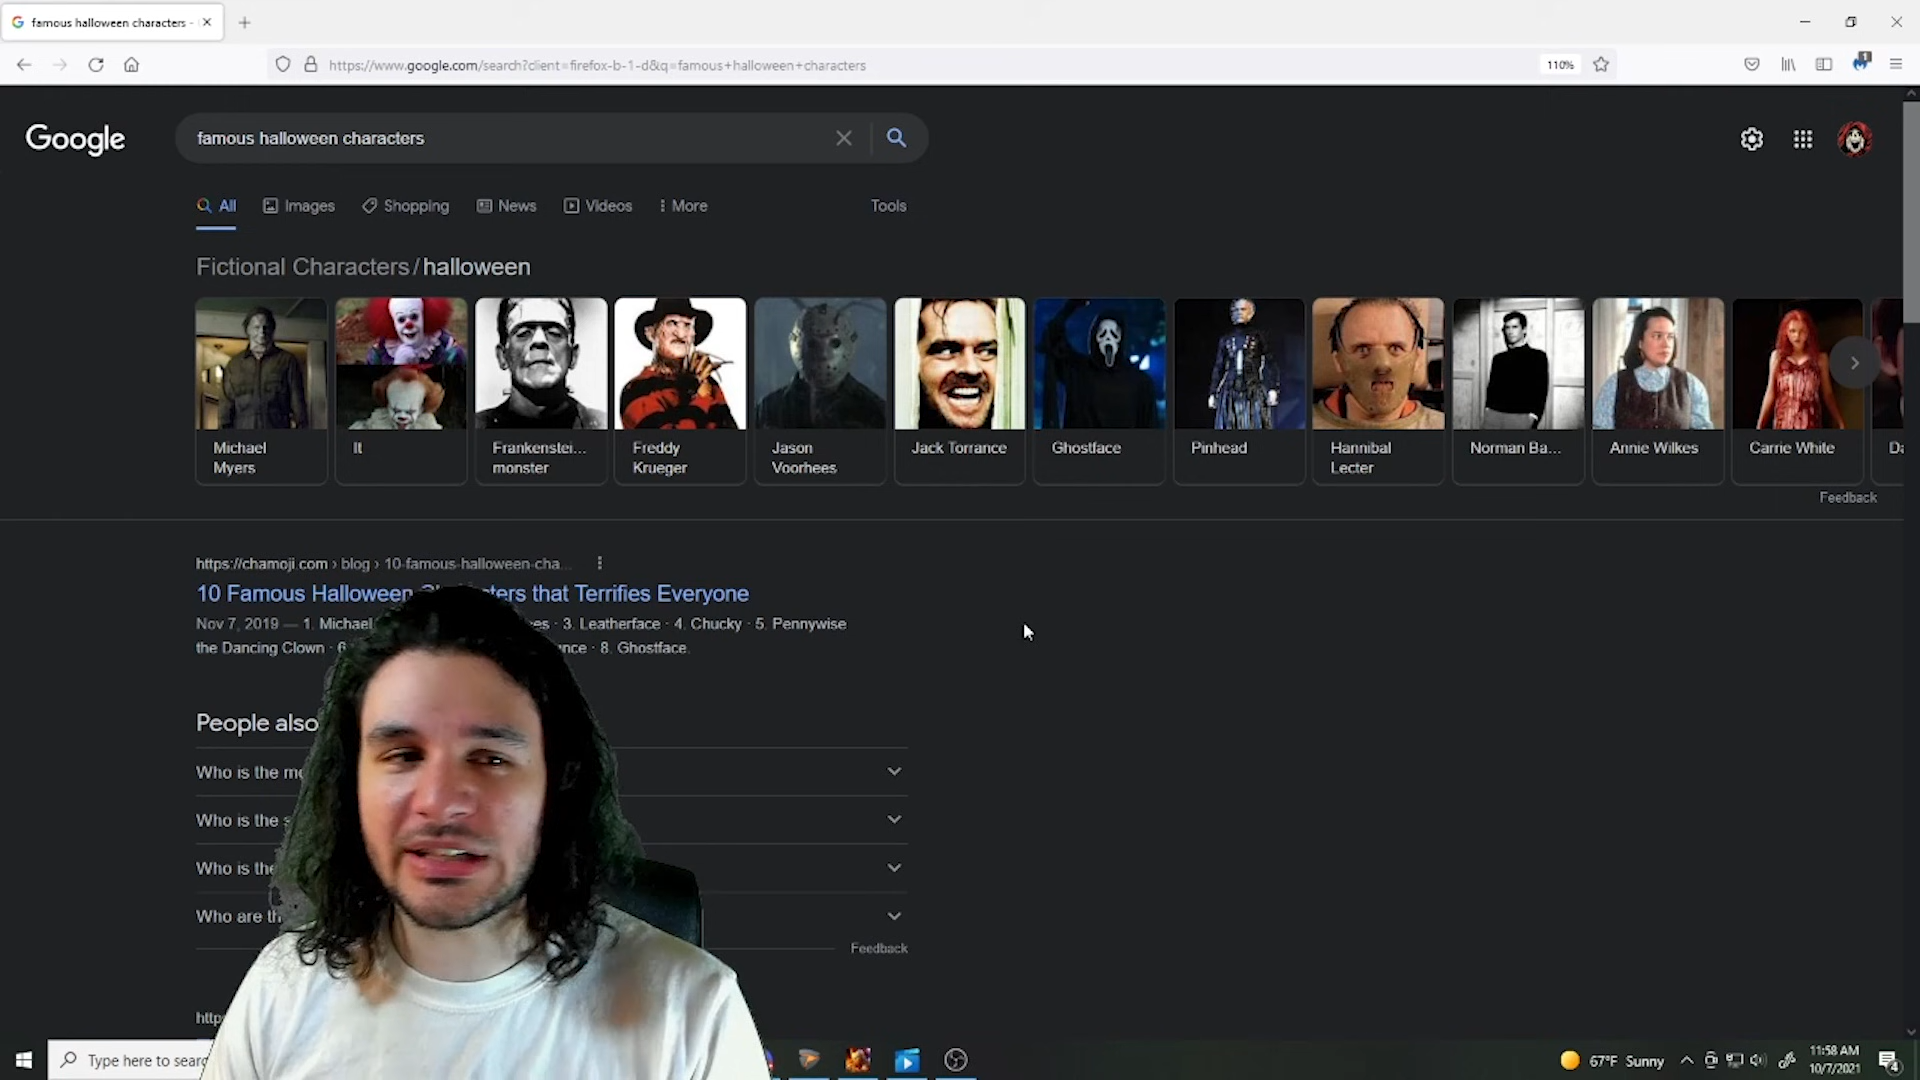 famous halloween characters -
https://www.google.com/search?client=firefox-b-1-d&q=famous+halloween+characters
110%
1
Google
famous halloween characters
All
Images
Shopping
News
Videos
More
Tools
Fictional Characters/halloween
Michael
Myers
It
Frankenstei...
monster
Freddy
Krueger
Jason
Voorhees
Jack Torrance
Ghostface
Pinhead
Hannibal
Lecter
Norman Ba...
Annie Wilkes
Carrie White
Da
Feedback
https://chamoji.com › blog › 10-famous-halloween-cha...
10 Famous Halloween that Terrifies Everyone
Nov 7, 2019 — 1. Michael · 3. Leatherface · 4. Chucky · 5. Pennywise
the Dancing Clown · 6 · 8. Ghostface.
People also
Who is the
Who is the
Who is the
Who are
Feedback
Type here to
67°F Sunny
11:58 AM
10/7/2021
4